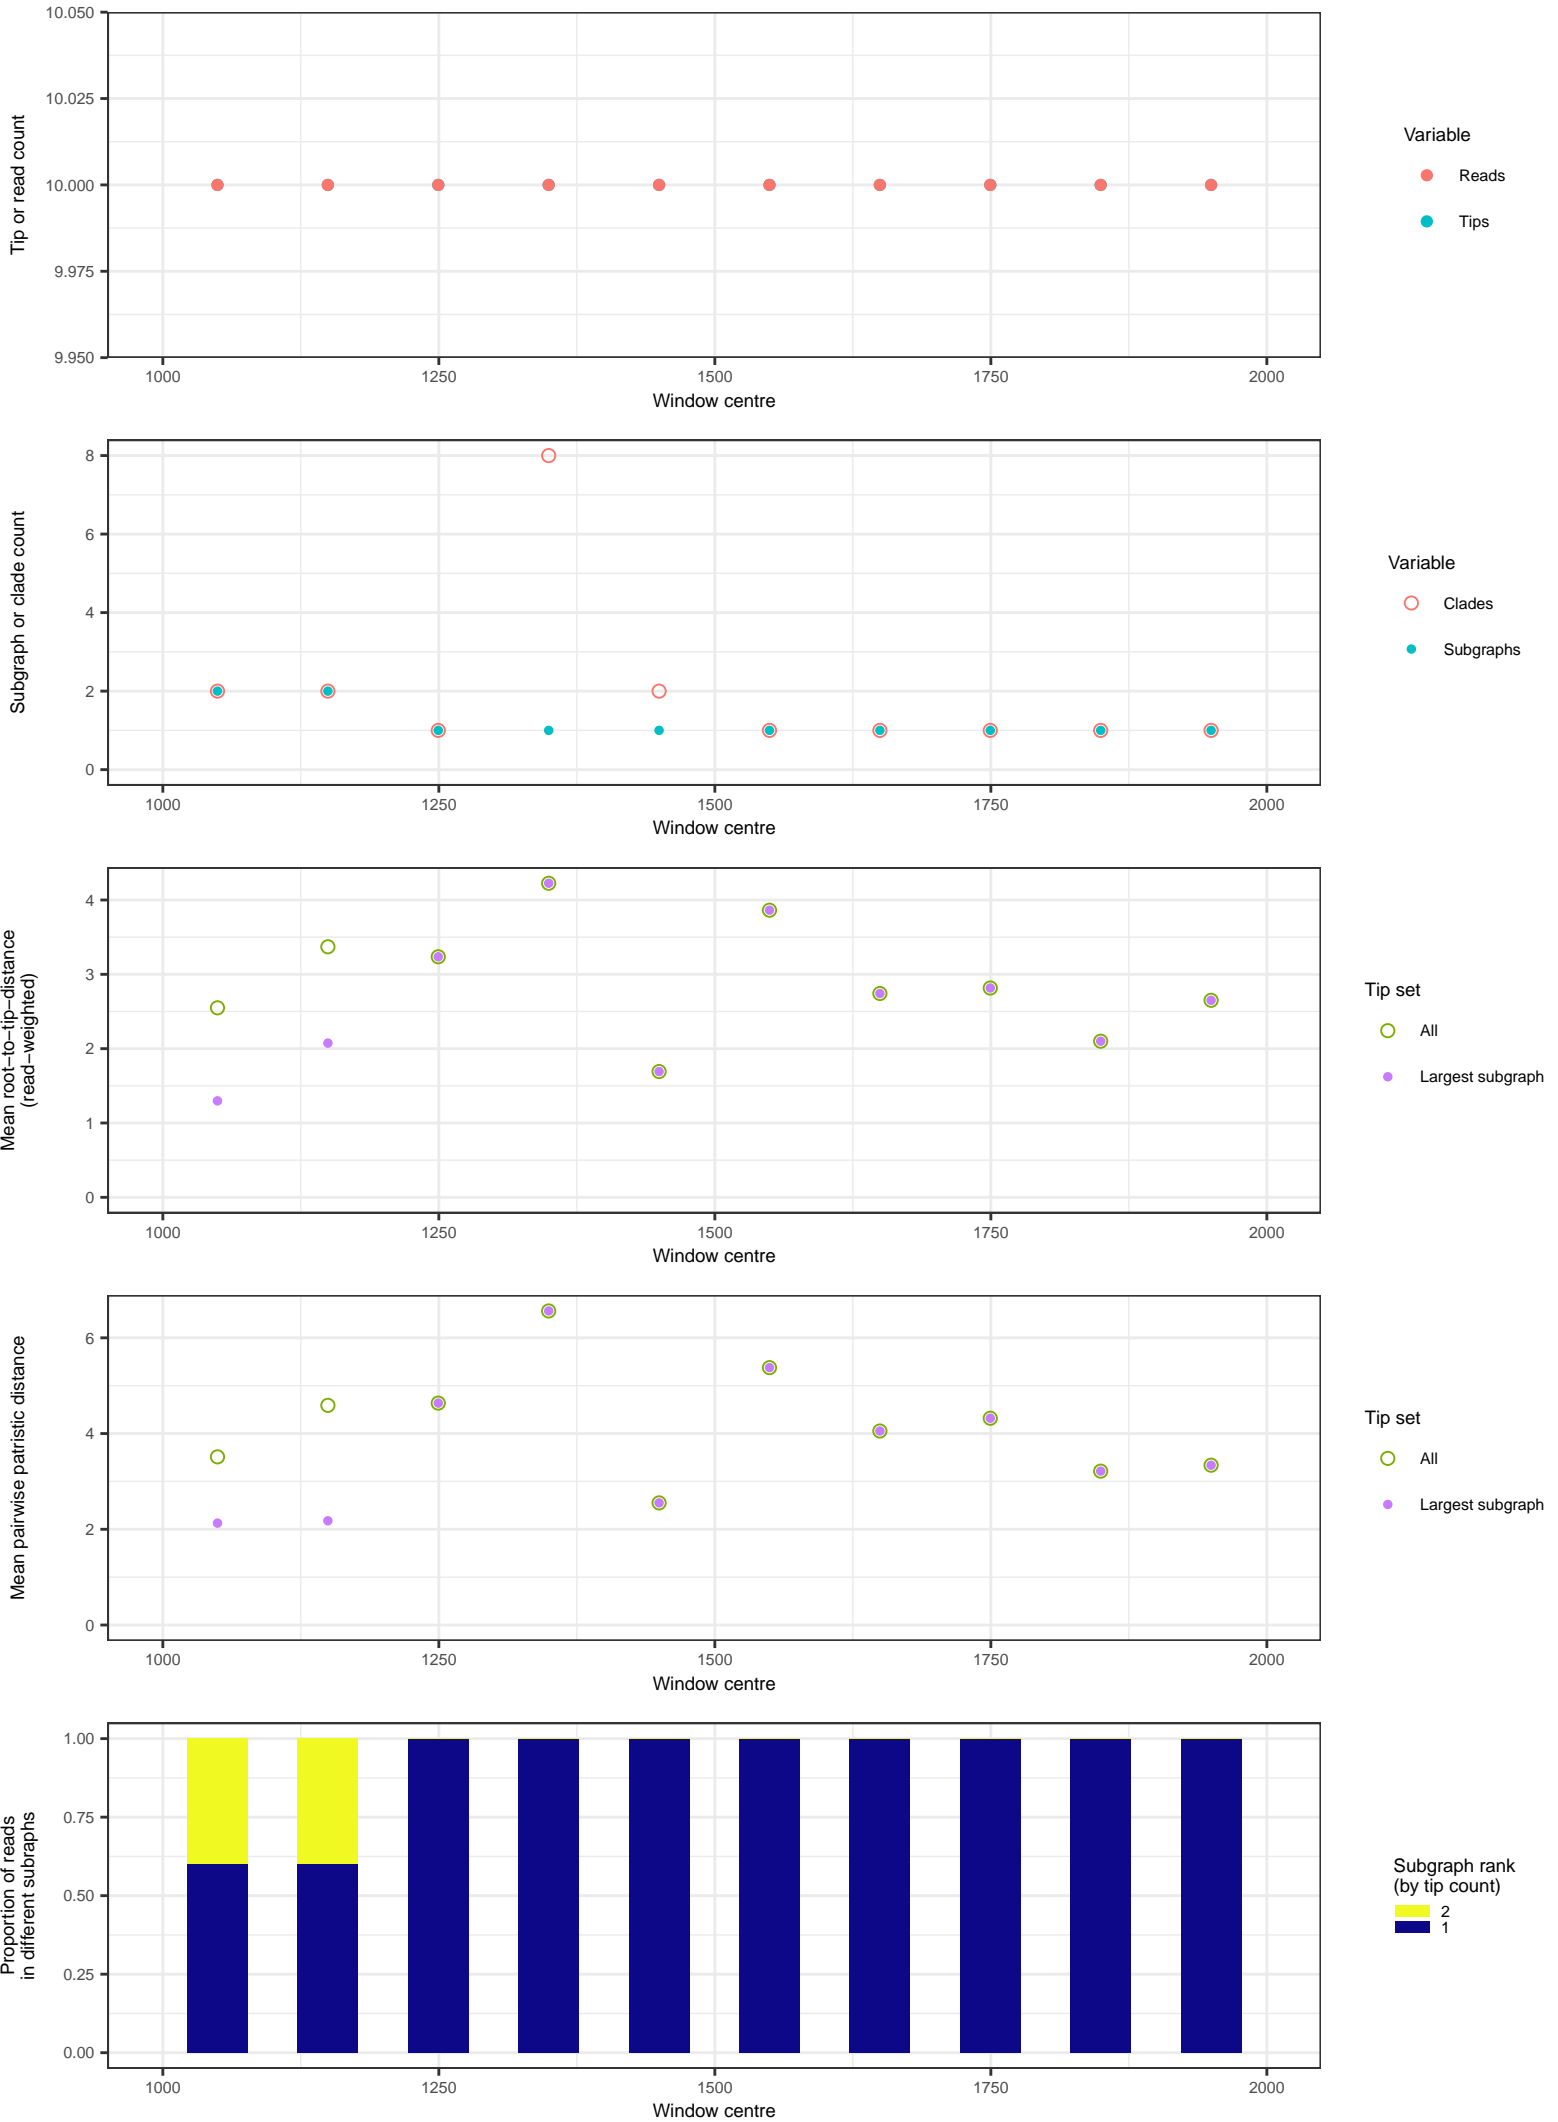 10.050
10.025
10.000
9.975
9.950
Tip or read count
1000 1250 1500 1750 2000
Window centre
Variable
Reads
Tips
8
6
4
2
0
Subgraph or clade count
1000 1250 1500 1750 2000
Window centre
Variable
Clades
Subgraphs
4
3
2
1
0
Mean root−to−tip−distance
(read−weighted)
1000 1250 1500 1750 2000
Window centre
Tip set
All
Largest subgraph
6
4
2
0
Mean pairwise patristic distance
1000 1250 1500 1750 2000
Window centre
Tip set
All
Largest subgraph
1.00
0.75
0.50
0.25
0.00
Proportion of reads
in different subraphs
1000 1250 1500 1750 2000
Window centre
Subgraph rank
(by tip count)
2
1